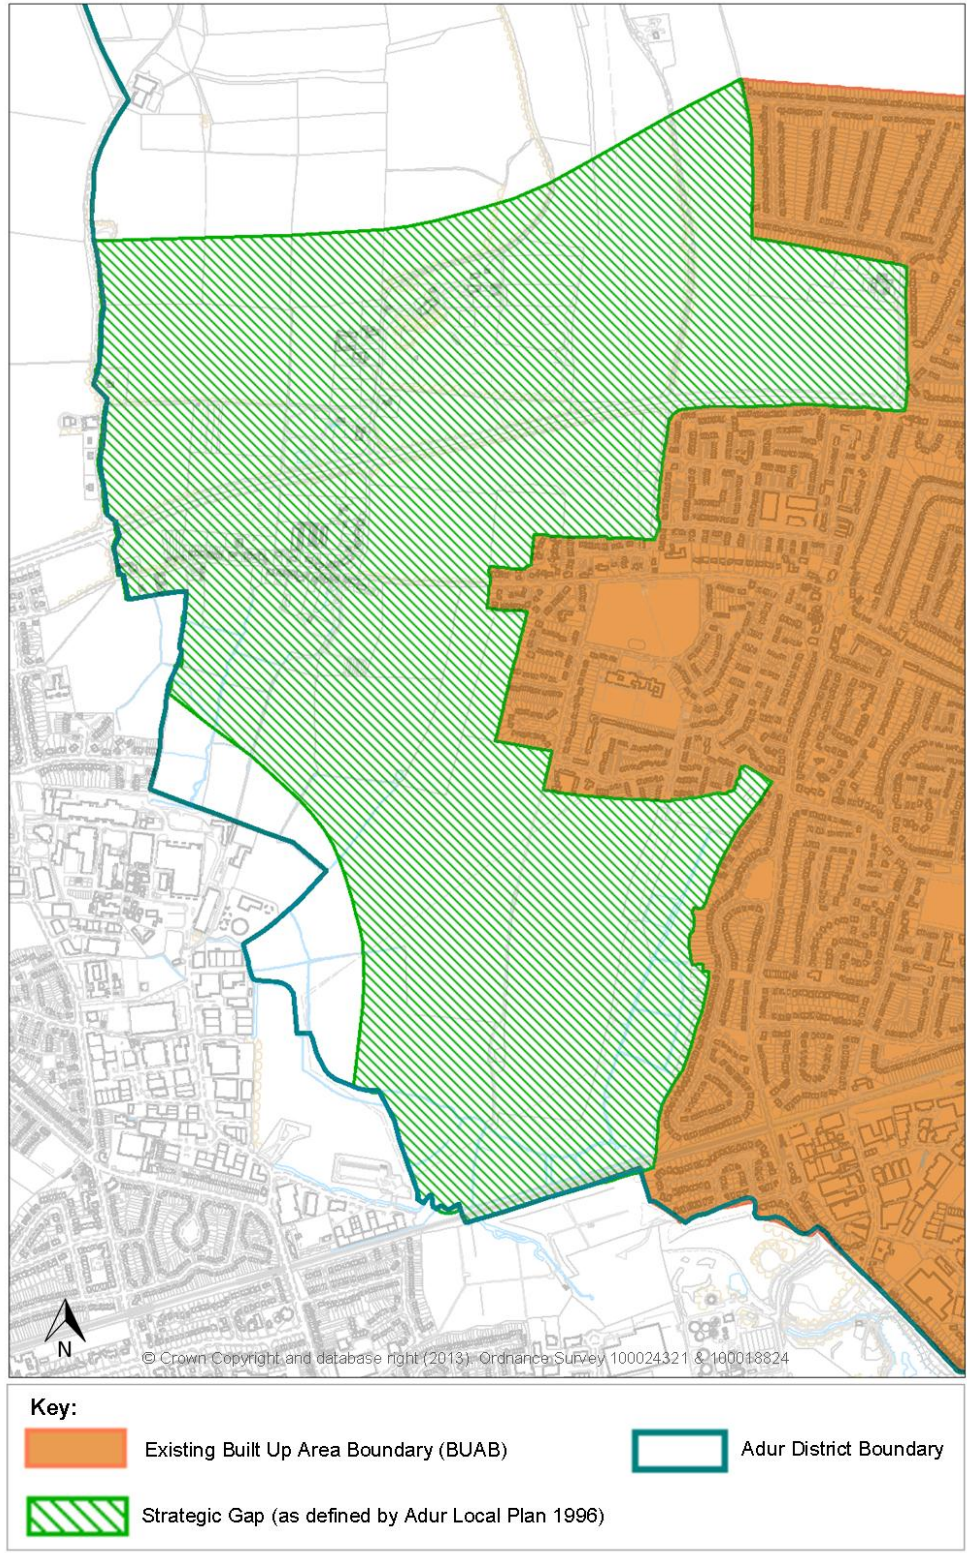 N
© Crown Copyright and database right (2013). Ordnance Survey 100024321 & 100018824
Key:
Existing Built Up Area Boundary (BUAB)
Adur District Boundary
Strategic Gap (as defined by Adur Local Plan 1996)